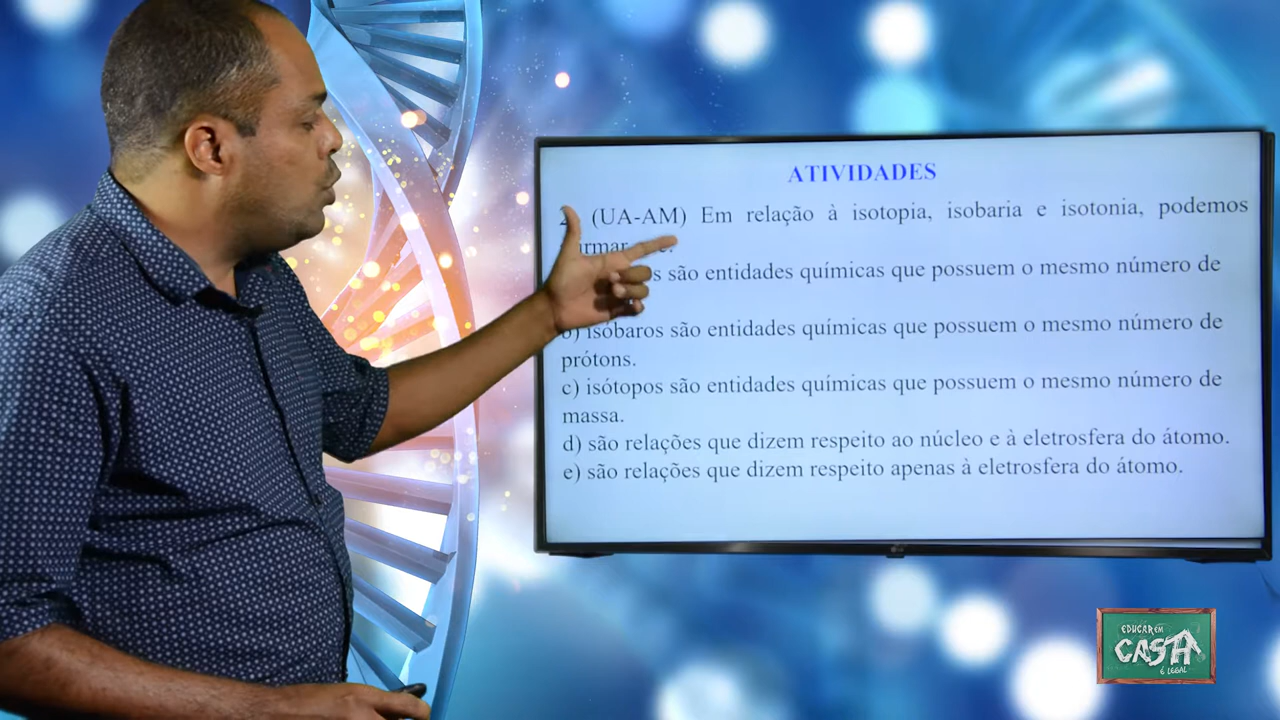 ATIVIDADES
(UA-AM) Em relação à isotopia, isobaria e isotonia, podemos
são entidades químicas que possuem o mesmo número de
b) isóbaros são entidades químicas que possuem o mesmo número de
prótons.
c) isótopos são entidades químicas que possuem o mesmo número de
massa.
d) são relações que dizem respeito ao núcleo e à eletrosfera do átomo.
e) são relações que dizem respeito apenas à eletrosfera do átomo.
EDUCAR EM
CASA
É LEGAL